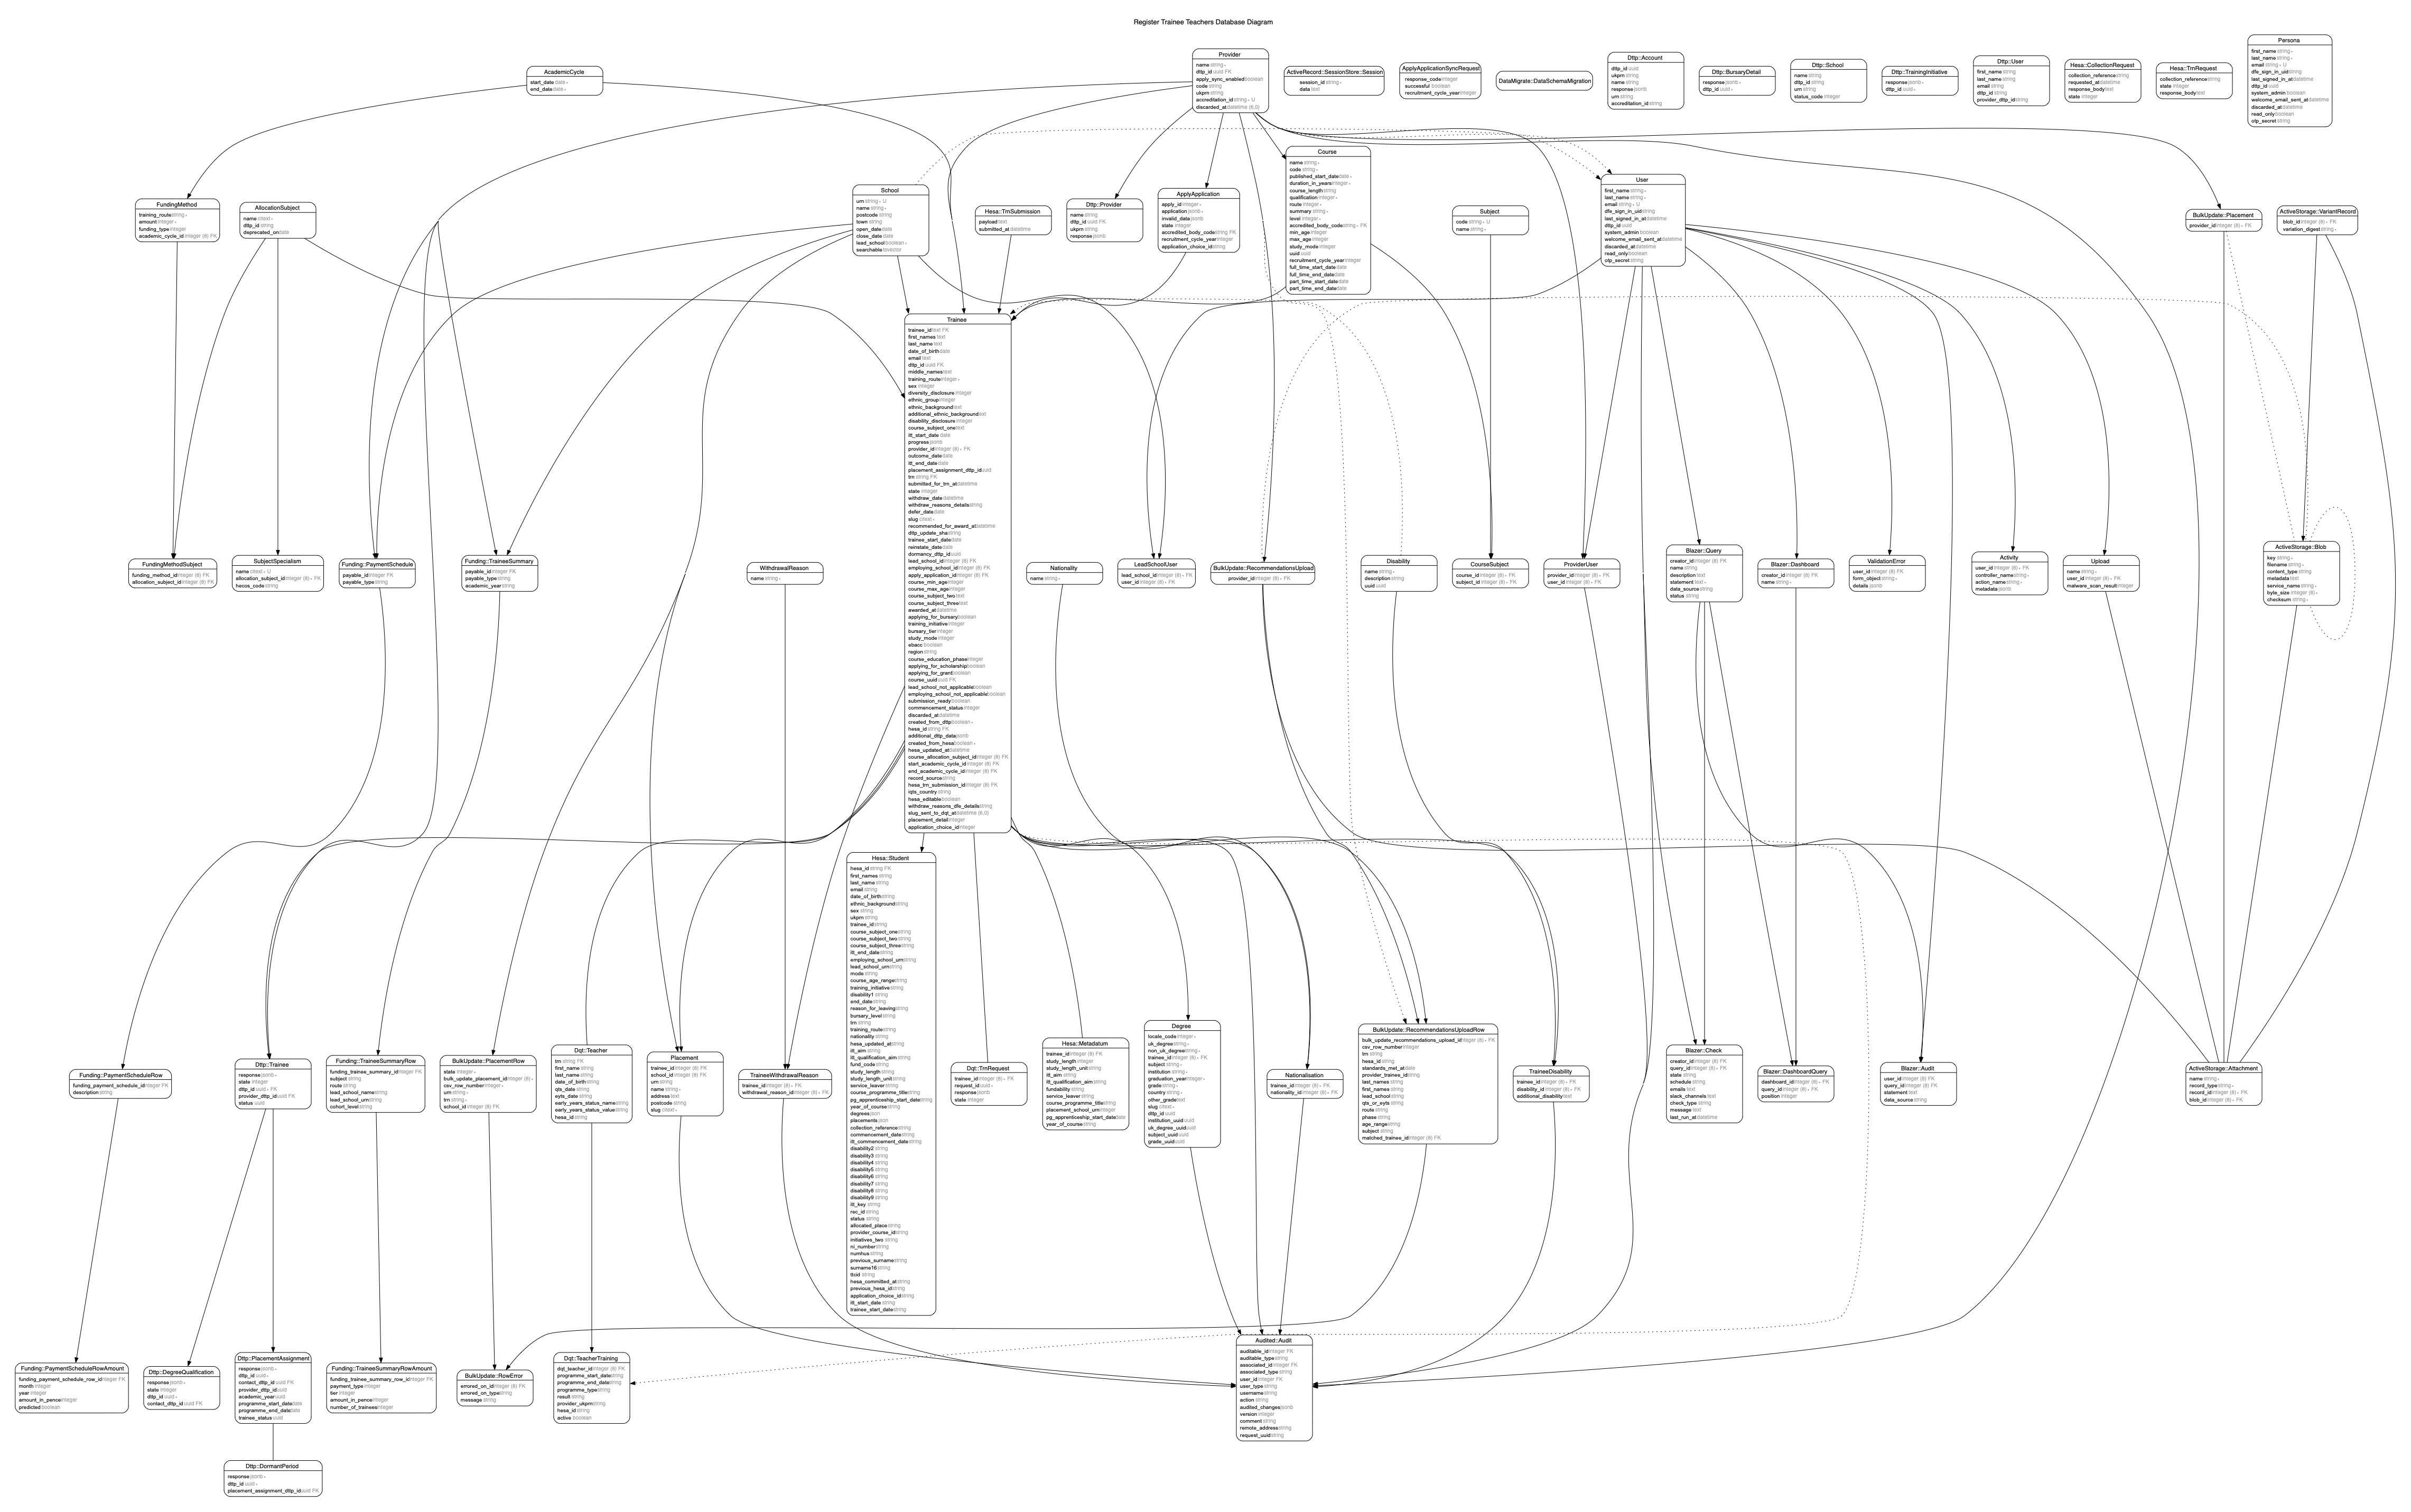 Register Trainee Teachers Database Diagram
AcademicCycle
start_date date ∗
end_date date ∗
Provider
name string ∗
dttp_id uuid FK
apply_sync_enabled boolean
code string
ukprn string
accreditation_id string ∗ U
discarded_at datetime (6,0)
ActiveRecord::SessionStore::Session
session_id string ∗
data text
ApplyApplicationSyncRequest
response_code integer
successful boolean
recruitment_cycle_year integer
DataMigrate::DataSchemaMigration
Dttp::Account
dttp_id uuid
ukprn string
name string
response jsonb
urn string
accreditation_id string
Dttp::BursaryDetail
response jsonb ∗
dttp_id uuid ∗
Dttp::School
name string
dttp_id string
urn string
status_code integer
Dttp::TrainingInitiative
response jsonb ∗
dttp_id uuid ∗
Dttp::User
first_name string
last_name string
email string
dttp_id string
provider_dttp_id string
Hesa::CollectionRequest
collection_reference string
requested_at datetime
response_body text
state integer
Hesa::TrnRequest
collection_reference string
state integer
response_body text
Persona
first_name string ∗
last_name string ∗
email string ∗ U
dfe_sign_in_uid string
last_signed_in_at datetime
dttp_id uuid
system_admin boolean
welcome_email_sent_at datetime
discarded_at datetime
read_only boolean
otp_secret string
FundingMethod
training_route string ∗
amount integer ∗
funding_type integer
academic_cycle_id integer (8) FK
AllocationSubject
name citext ∗
dttp_id string
deprecated_on date
School
urn string ∗ U
name string ∗
postcode string
town string
open_date date
close_date date
lead_school boolean ∗
searchable tsvector
Hesa::TrnSubmission
payload text
submitted_at datetime
Dttp::Provider
name string
dttp_id uuid FK
ukprn string
response jsonb
ApplyApplication
apply_id integer ∗
application jsonb ∗
invalid_data jsonb
state integer
accredited_body_code string FK
recruitment_cycle_year integer
application_choice_id string
Course
name string ∗
code string ∗
published_start_date date ∗
duration_in_years integer ∗
course_length string
qualification integer ∗
route integer ∗
summary string ∗
level integer ∗
accredited_body_code string ∗ FK
min_age integer
max_age integer
study_mode integer
uuid uuid
recruitment_cycle_year integer
full_time_start_date date
full_time_end_date date
part_time_start_date date
part_time_end_date date
Subject
code string ∗ U
name string ∗
User
first_name string ∗
last_name string ∗
email string ∗ U
dfe_sign_in_uid string
last_signed_in_at datetime
dttp_id uuid
system_admin boolean
welcome_email_sent_at datetime
discarded_at datetime
read_only boolean
otp_secret string
BulkUpdate::Placement
provider_id integer (8) ∗ FK
ActiveStorage::VariantRecord
blob_id integer (8) ∗ FK
variation_digest string ∗
Trainee
trainee_id text FK
first_names text
last_name text
date_of_birth date
email text
dttp_id uuid FK
middle_names text
training_route integer ∗
sex integer
diversity_disclosure integer
ethnic_group integer
ethnic_background text
additional_ethnic_background text
disability_disclosure integer
course_subject_one text
itt_start_date date
progress jsonb
provider_id integer (8) ∗ FK
outcome_date date
itt_end_date date
placement_assignment_dttp_id uuid
trn string FK
submitted_for_trn_at datetime
state integer
withdraw_date datetime
withdraw_reasons_details string
defer_date date
slug citext ∗
recommended_for_award_at datetime
dttp_update_sha string
trainee_start_date date
reinstate_date date
dormancy_dttp_id uuid
lead_school_id integer (8) FK
employing_school_id integer (8) FK
apply_application_id integer (8) FK
course_min_age integer
course_max_age integer
course_subject_two text
course_subject_three text
awarded_at datetime
applying_for_bursary boolean
training_initiative integer
bursary_tier integer
study_mode integer
ebacc boolean
region string
course_education_phase integer
applying_for_scholarship boolean
applying_for_grant boolean
course_uuid uuid FK
lead_school_not_applicable boolean
employing_school_not_applicable boolean
submission_ready boolean
commencement_status integer
discarded_at datetime
created_from_dttp boolean ∗
hesa_id string FK
additional_dttp_data jsonb
created_from_hesa boolean ∗
hesa_updated_at datetime
course_allocation_subject_id integer (8) FK
start_academic_cycle_id integer (8) FK
end_academic_cycle_id integer (8) FK
record_source string
hesa_trn_submission_id integer (8) FK
iqts_country string
hesa_editable boolean
withdraw_reasons_dfe_details string
slug_sent_to_dqt_at datetime (6,0)
placement_detail integer
application_choice_id integer
FundingMethodSubject
funding_method_id integer (8) FK
allocation_subject_id integer (8) FK
SubjectSpecialism
name citext ∗ U
allocation_subject_id integer (8) ∗ FK
hecos_code string
Funding::PaymentSchedule
payable_id integer FK
payable_type string
Funding::TraineeSummary
payable_id integer FK
payable_type string
academic_year string
WithdrawalReason
name string ∗
Nationality
name string ∗
LeadSchoolUser
lead_school_id integer (8) ∗ FK
user_id integer (8) ∗ FK
BulkUpdate::RecommendationsUpload
provider_id integer (8) ∗ FK
Disability
name string ∗
description string
uuid uuid
CourseSubject
course_id integer (8) ∗ FK
subject_id integer (8) ∗ FK
ProviderUser
provider_id integer (8) ∗ FK
user_id integer (8) ∗ FK
Blazer::Query
creator_id integer (8) FK
name string
description text
statement text ∗
data_source string
status string
Blazer::Dashboard
creator_id integer (8) FK
name string
ValidationError
user_id integer (8) FK
form_object string ∗
details jsonb
Activity
user_id integer (8) ∗ FK
controller_name string ∗
action_name string ∗
metadata jsonb
Upload
name string ∗
user_id integer (8) ∗ FK
malware_scan_result integer
ActiveStorage::Blob
key string ∗
filename string ∗
content_type string
metadata text
service_name string ∗
byte_size integer (8) ∗
checksum string ∗
Hesa::Student
hesa_id string FK
first_names string
last_name string
email string
date_of_birth string
ethnic_background string
sex string
ukprn string
trainee_id string
course_subject_one string
course_subject_two string
course_subject_three string
itt_end_date string
employing_school_urn string
lead_school_urn string
mode string
course_age_range string
training_initiative string
disability1 string
end_date string
reason_for_leaving string
bursary_level string
trn string
training_route string
nationality string
hesa_updated_at string
itt_aim string
itt_qualification_aim string
fund_code string
study_length string
study_length_unit string
service_leaver string
course_programme_title string
pg_apprenticeship_start_date string
year_of_course string
degrees json
placements json
collection_reference string
commencement_date string
itt_commencement_date string
disability2 string
disability3 string
disability4 string
disability5 string
disability6 string
disability7 string
disability8 string
disability9 string
itt_key string
rec_id string
status string
allocated_place string
provider_course_id string
initiatives_two string
ni_number string
numhus string
previous_surname string
surname16 string
ttcid string
hesa_committed_at string
previous_hesa_id string
application_choice_id string
itt_start_date string
trainee_start_date string
Funding::PaymentScheduleRow
funding_payment_schedule_id integer FK
description string
Dttp::Trainee
response jsonb ∗
state integer
dttp_id uuid ∗ FK
provider_dttp_id uuid FK
status uuid
Funding::TraineeSummaryRow
funding_trainee_summary_id integer FK
subject string
route string
lead_school_name string
lead_school_urn string
cohort_level string
BulkUpdate::PlacementRow
state integer ∗
bulk_update_placement_id integer (8) ∗
csv_row_number integer ∗
urn string ∗
trn string ∗
school_id integer (8) FK
Dqt::Teacher
trn string FK
first_name string
last_name string
date_of_birth string
qts_date string
eyts_date string
early_years_status_name string
early_years_status_value string
hesa_id string
Placement
trainee_id integer (8) FK
school_id integer (8) FK
urn string
name string
address text
postcode string
slug citext ∗
TraineeWithdrawalReason
trainee_id integer (8) ∗ FK
withdrawal_reason_id integer (8) ∗ FK
Dqt::TrnRequest
trainee_id integer (8) ∗ FK
request_id uuid ∗
response jsonb
state integer
Hesa::Metadatum
trainee_id integer (8) FK
study_length integer
study_length_unit string
itt_aim string
itt_qualification_aim string
fundability string
service_leaver string
course_programme_title string
placement_school_urn integer
pg_apprenticeship_start_date date
year_of_course string
Degree
locale_code integer ∗
uk_degree string ∗
non_uk_degree string ∗
trainee_id integer (8) ∗ FK
subject string ∗
institution string ∗
graduation_year integer ∗
grade string ∗
country string ∗
other_grade text
slug citext ∗
dttp_id uuid
institution_uuid uuid
uk_degree_uuid uuid
subject_uuid uuid
grade_uuid uuid
Nationalisation
trainee_id integer (8) ∗ FK
nationality_id integer (8) ∗ FK
BulkUpdate::RecommendationsUploadRow
bulk_update_recommendations_upload_id integer (8) ∗ FK
csv_row_number integer
trn string
hesa_id string
standards_met_at date
provider_trainee_id string
last_names string
first_names string
lead_school string
qts_or_eyts string
route string
phase string
age_range string
subject string
matched_trainee_id integer (8) FK
TraineeDisability
trainee_id integer (8) ∗ FK
disability_id integer (8) ∗ FK
additional_disability text
Blazer::Check
creator_id integer (8) FK
query_id integer (8) FK
state string
schedule string
emails text
slack_channels text
check_type string
message text
last_run_at datetime
Blazer::DashboardQuery
dashboard_id integer (8) ∗ FK
query_id integer (8) ∗ FK
position integer
Blazer::Audit
user_id integer (8) FK
query_id integer (8) FK
statement text
data_source string
ActiveStorage::Attachment
name string ∗
record_type string ∗
record_id integer (8) ∗ FK
blob_id integer (8) ∗ FK
Funding::PaymentScheduleRowAmount
funding_payment_schedule_row_id integer FK
month integer
year integer
amount_in_pence integer
predicted boolean
Dttp::DegreeQualification
response jsonb ∗
state integer
dttp_id uuid ∗
contact_dttp_id uuid FK
Dttp::PlacementAssignment
response jsonb ∗
dttp_id uuid ∗
contact_dttp_id uuid FK
provider_dttp_id uuid
academic_year uuid
programme_start_date date
programme_end_date date
trainee_status uuid
Funding::TraineeSummaryRowAmount
funding_trainee_summary_row_id integer FK
payment_type integer
tier integer
amount_in_pence integer
number_of_trainees integer
BulkUpdate::RowError
errored_on_id integer (8) FK
errored_on_type string
message string
Dqt::TeacherTraining
dqt_teacher_id integer (8) FK
programme_start_date string
programme_end_date string
programme_type string
result string
provider_ukprn string
hesa_id string
active boolean
Audited::Audit
auditable_id integer FK
auditable_type string
associated_id integer FK
associated_type string
user_id integer FK
user_type string
username string
action string
audited_changes jsonb
version integer
comment string
remote_address string
request_uuid string
Dttp::DormantPeriod
response jsonb ∗
dttp_id uuid ∗
placement_assignment_dttp_id uuid FK